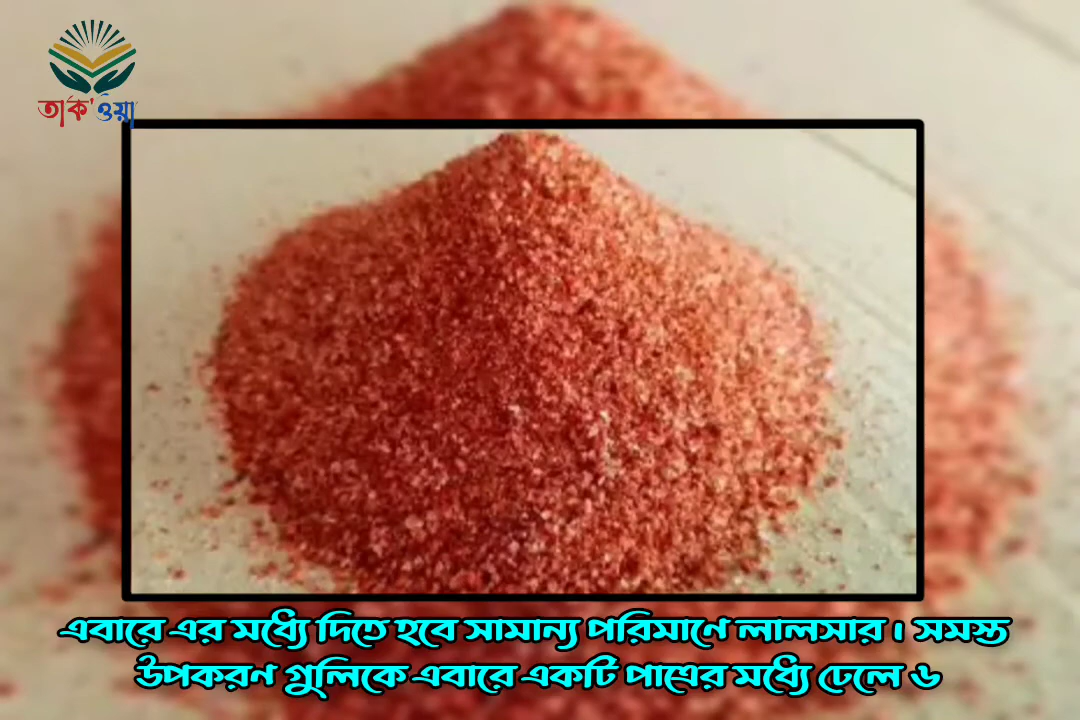 তাক'ওয়া
এবারে এর মধ্যে দিতে হবে সামান্য পরিমাণে লালসার। সমস্ত
উপকরণ গুলিকে এবারে একটি পাত্রের মধ্যে ঢেলে ৬